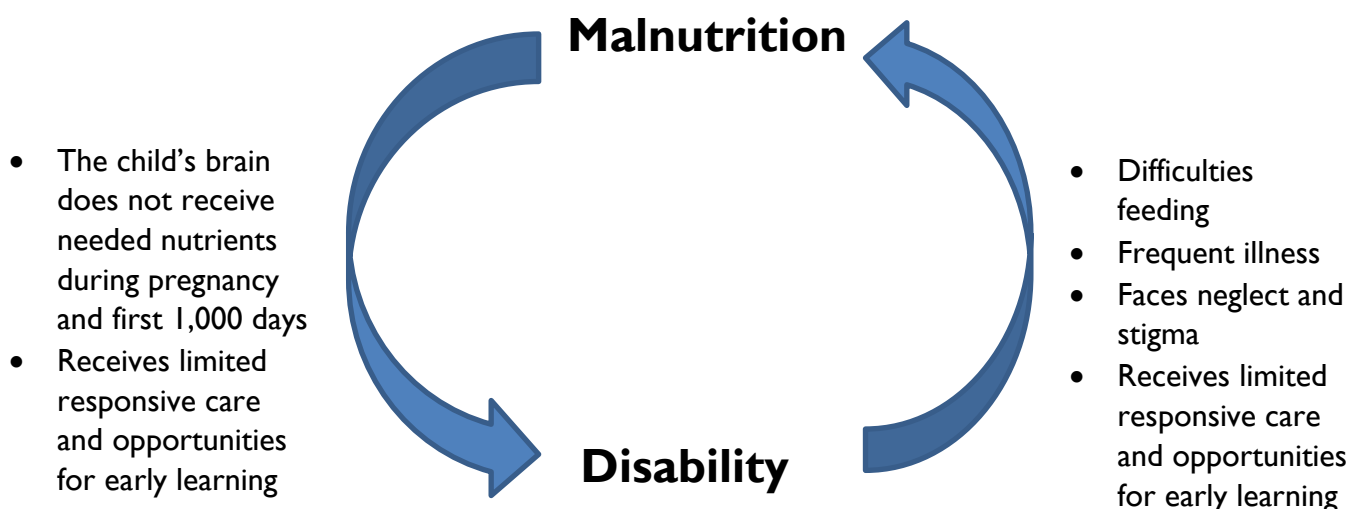 Malnutrition
• The child’s brain
does not receive
needed nutrients
during pregnancy
and first 1,000 days
• Receives limited
responsive care
and opportunities
for early learning
• Difficulties
feeding
• Frequent illness
• Faces neglect and
stigma
• Receives limited
responsive care
and opportunities
for early learning
Disability